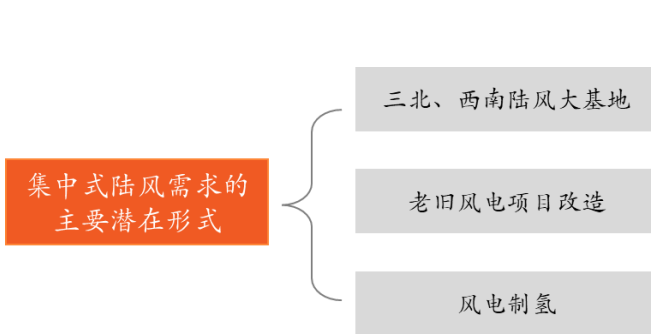 三北、西南陆风大基地
集中式陆风需求的
主要潜在形式
老旧风电项目改造
风电制氢